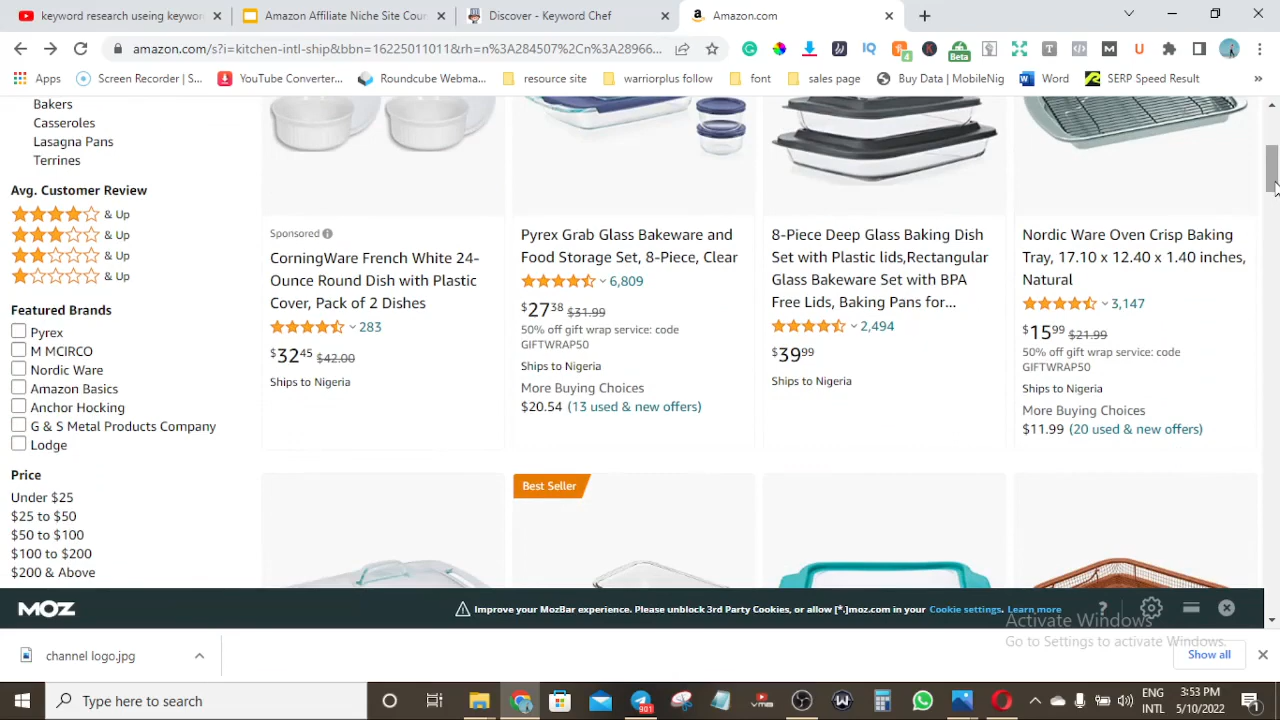 keyword research useing keywor
Amazon Affiliate Niche Site Cou
Discover - Keyword Chef
Amazon.com
amazon.com/s?i=kitchen-intl-ship&bbn=16225011011&rh=n%3A284507%2Cn%3A28966...
4
Beta
Apps
Screen Recorder | S...
YouTube Converter...
Roundcube Webma...
resource site
warriorplus follow
font
sales page
Buy Data | MobileNig
Word
SERP Speed Result
Bakers
Casseroles
Lasagna Pans
Terrines
Avg. Customer Review
& Up
& Up
& Up
& Up
Featured Brands
Pyrex
M MCIRCO
Nordic Ware
Amazon Basics
Anchor Hocking
G & S Metal Products Company
Lodge
Price
Under $25
$25 to $50
$50 to $100
$100 to $200
$200 & Above
Sponsored
CorningWare French White 24-
Ounce Round Dish with Plastic
Cover, Pack of 2 Dishes
283
$32 45 $42.00
Ships to Nigeria
Pyrex Grab Glass Bakeware and
Food Storage Set, 8-Piece, Clear
6,809
$27 38 $31.99
50% off gift wrap service: code
GIFTWRAP50
Ships to Nigeria
More Buying Choices
$20.54 (13 used & new offers)
8-Piece Deep Glass Baking Dish
Set with Plastic lids,Rectangular
Glass Bakeware Set with BPA
Free Lids, Baking Pans for...
2,494
$39 99
Ships to Nigeria
Nordic Ware Oven Crisp Baking
Tray, 17.10 x 12.40 x 1.40 inches,
Natural
3,147
$15 99 $21.99
50% off gift wrap service: code
GIFTWRAP50
Ships to Nigeria
More Buying Choices
$11.99 (20 used & new offers)
Best Seller
MOZ
Improve your MozBar experience. Please unblock 3rd Party Cookies, or allow [*.]moz.com in your Cookie settings. Learn more
Activate Windows
Go to Settings to activate Windows.
channel logo.jpg
Show all
Type here to search
901
ENG
INTL
3:53 PM
5/10/2022
1